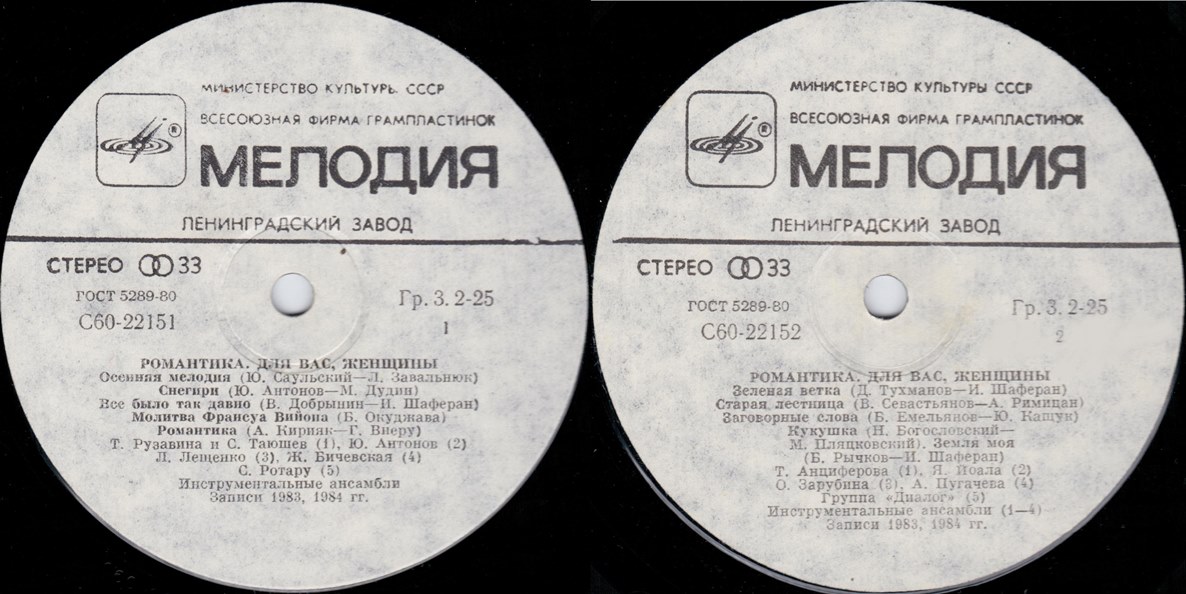 МИНИСТЕРСТВО КУЛЬТУРЫ СССР
®
ВСЕСОЮЗНАЯ ФИРМА ГРАМПЛАСТИНОК
МЕЛОДИЯ
ЛЕНИНГРАДСКИЙ ЗАВОД
СТЕРЕО 33
ГОСТ 5289-80
Гр. 3. 2-25
С60-22151
1
РОМАНТИКА. ДЛЯ ВАС, ЖЕНЩИНЫ
Осенняя мелодия (Ю. Саульский—Л. Завальнюк)
Снегири (Ю. Антонов—М. Дудин)
Все было так давно (В. Добрынин—И. Шаферан)
Молитва Франсуа Вийона (Б. Окуджава)
Романтика (А. Кирияк—Г. Виеру)
Т. Рузавина и С. Таюшев (1), Ю. Антонов (2)
Л. Лещенко (3), Ж. Бичевская (4)
С. Ротару (5)
Инструментальные ансамбли
Записи 1983, 1984 гг.
МИНИСТЕРСТВО КУЛЬТУРЫ СССР
®
ВСЕСОЮЗНАЯ ФИРМА ГРАМПЛАСТИНОК
МЕЛОДИЯ
ЛЕНИНГРАДСКИЙ ЗАВОД
СТЕРЕО 33
ГОСТ 5289-80
Гр. 3. 2-25
С60-22152
2
РОМАНТИКА. ДЛЯ ВАС, ЖЕНЩИНЫ
Зеленая ветка (Д. Тухманов—И. Шаферан)
Старая лестница (В. Севастьянов—А. Римицан)
Заговорные слова (Б. Емельянов—Ю. Кащук)
Кукушка (Н. Богословский—
М. Пляцковский). Земля моя
(Б. Рычков—И. Шаферан)
Т. Анциферова (1), Я. Йоала (2)
О. Зарубина (3), А. Пугачева (4)
Группа «Диалог» (5)
Инструментальные ансамбли (1—4)
Записи 1983, 1984 гг.